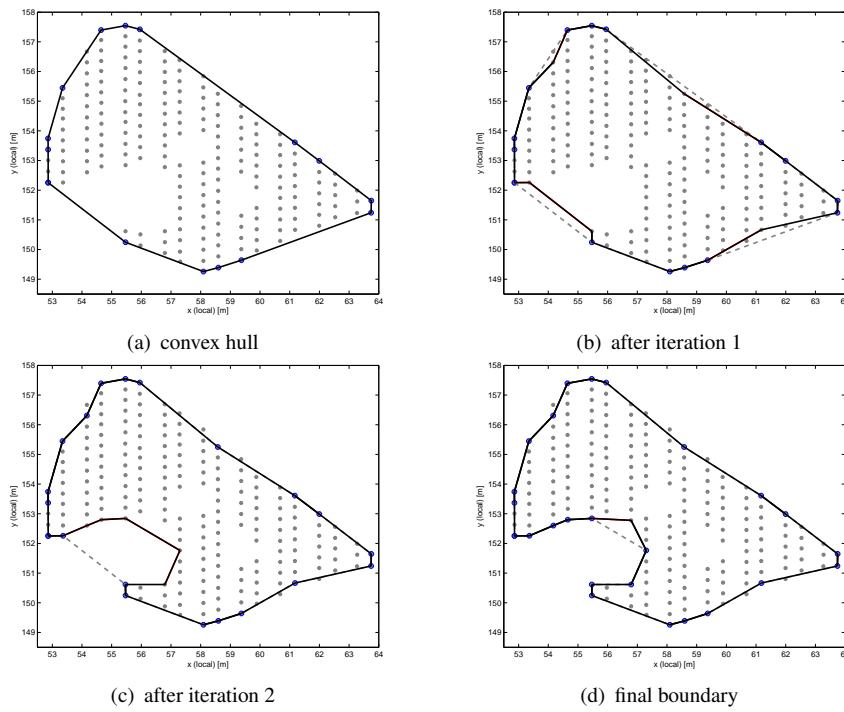 158
157
156
155
154
153
152
151
150
149
y (local) [m]
53 54 55 56 57 58 59 60 61 62 63 64
x (local) [m]
(a) convex hull
158
157
156
155
154
153
152
151
150
149
y (local) [m]
53 54 55 56 57 58 59 60 61 62 63
x (local) [m]
(b) after iteration 1
158
157
156
155
154
153
152
151
150
149
y (local) [m]
53 54 55 56 57 58 59 60 61 62 63 64
x (local) [m]
(c) after iteration 2
158
157
156
155
154
153
152
151
150
149
y (local) [m]
53 54 55 56 57 58 59 60 61 62 63
x (local) [m]
(d) final boundary